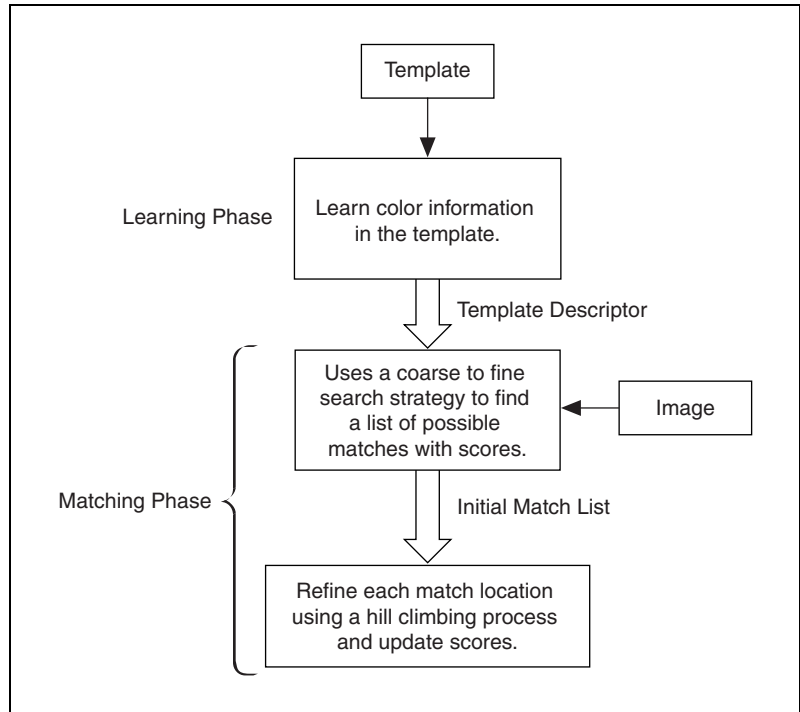 Template
Learning Phase
Learn color information
in the template.
Template Descriptor
Uses a coarse to fine
search strategy to find
a list of possible
matches with scores.
Image
Matching Phase
Initial Match List
Refine each match location
using a hill climbing process
and update scores.